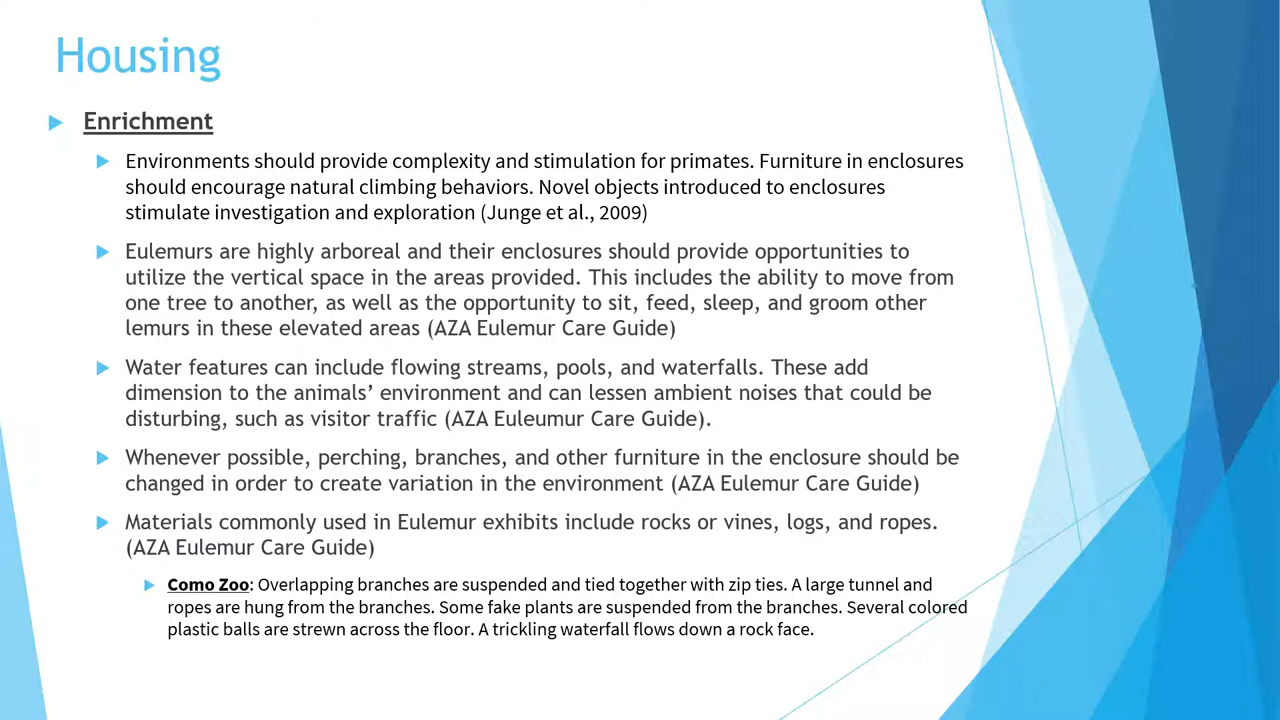 Housing
Enrichment
Environments should provide complexity and stimulation for primates. Furniture in enclosures
should encourage natural climbing behaviors. Novel objects introduced to enclosures
stimulate investigation and exploration (Junge et al., 2009)
Eulemurs are highly arboreal and their enclosures should provide opportunities to
utilize the vertical space in the areas provided. This includes the ability to move from
one tree to another, as well as the opportunity to sit, feed, sleep, and groom other
lemurs in these elevated areas (AZA Eulemur Care Guide)
Water features can include flowing streams, pools, and waterfalls. These add
dimension to the animals’ environment and can lessen ambient noises that could be
disturbing, such as visitor traffic (AZA Euleumur Care Guide).
Whenever possible, perching, branches, and other furniture in the enclosure should be
changed in order to create variation in the environment (AZA Eulemur Care Guide)
Materials commonly used in Eulemur exhibits include rocks or vines, logs, and ropes.
(AZA Eulemur Care Guide)
Como Zoo: Overlapping branches are suspended and tied together with zip ties. A large tunnel and
ropes are hung from the branches. Some fake plants are suspended from the branches. Several colored
plastic balls are strewn across the floor. A trickling waterfall flows down a rock face.